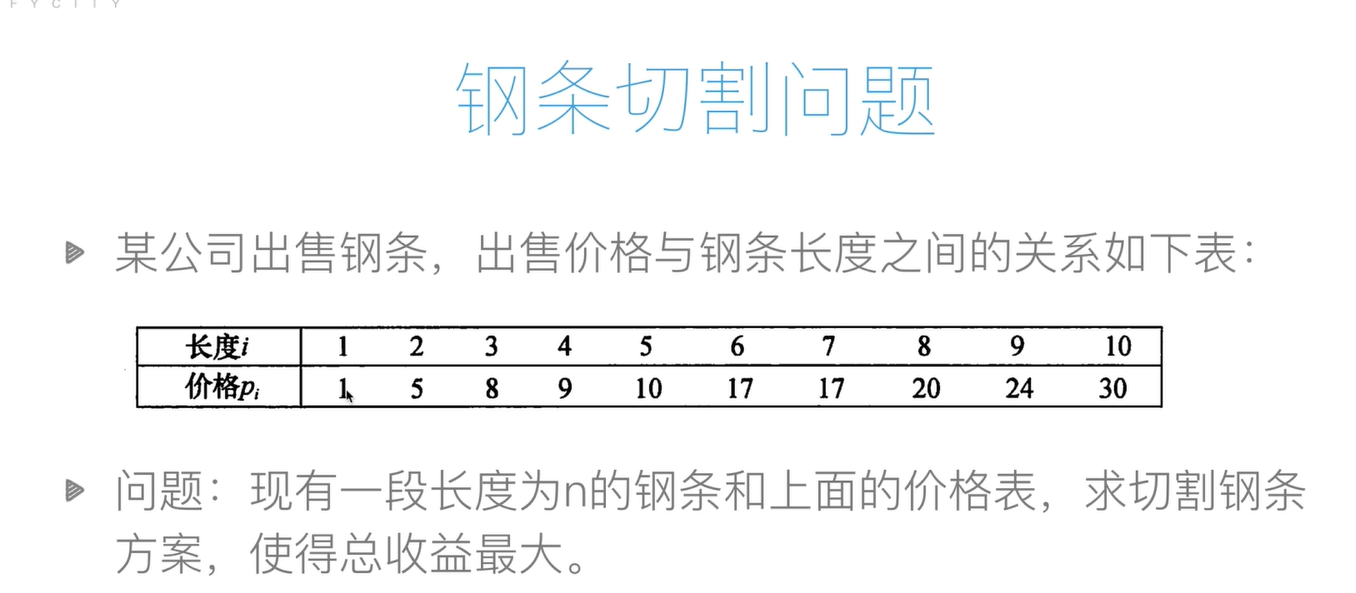 FYCITY
钢条切割问题
某公司出售钢条，出售价格与钢条长度之间的关系如下表：
长度i 1 2 3 4 5 6 7 8 9 10
价格pi 1 5 8 9 10 17 17 20 24 30
问题：现有一段长度为n的钢条和上面的价格表，求切割钢条
方案，使得总收益最大。